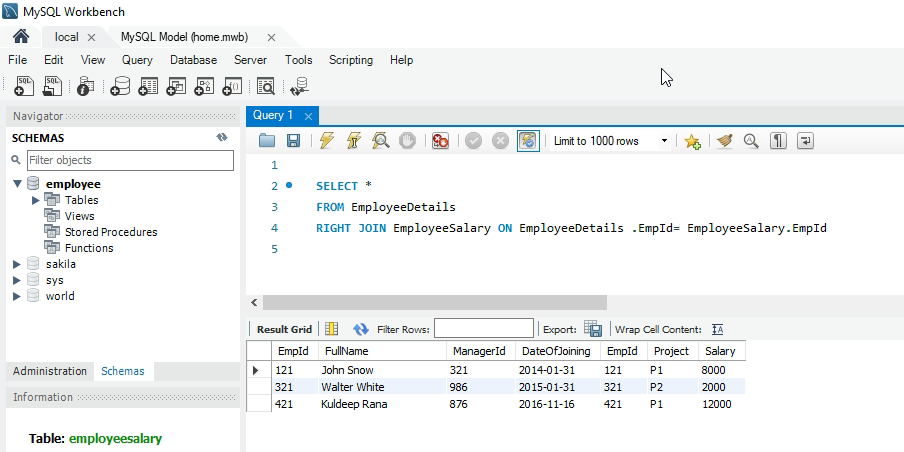 MySQL Workbench
local
MySQL Model (home.mwb)
File Edit View Query Database Server Tools Scripting Help
Navigator
SCHEMAS
Filter objects
employee
Tables
Views
Stored Procedures
Functions
sakila
sys
world
Administration Schemas
Information
Table: employeesalary
Query 1
Limit to 1000 rows
1
2 SELECT *
3 FROM EmployeeDetails
4 RIGHT JOIN EmployeeSalary ON EmployeeDetails .EmpId= EmployeeSalary.EmpId
5
Result Grid Filter Rows: Export: Wrap Cell Content:
EmpId FullName ManagerId DateOfJoining EmpId Project Salary
121 John Snow 321 2014-01-31 121 P1 8000
321 Walter White 986 2015-01-31 321 P2 2000
421 Kuldeep Rana 876 2016-11-16 421 P1 12000